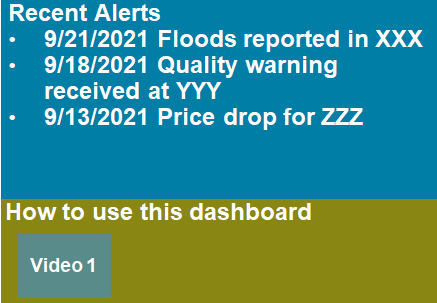 Recent Alerts
• 9/21/2021 Floods reported in XXX
• 9/18/2021 Quality warning
received at YYY
• 9/13/2021 Price drop for ZZZ
How to use this dashboard
Video 1